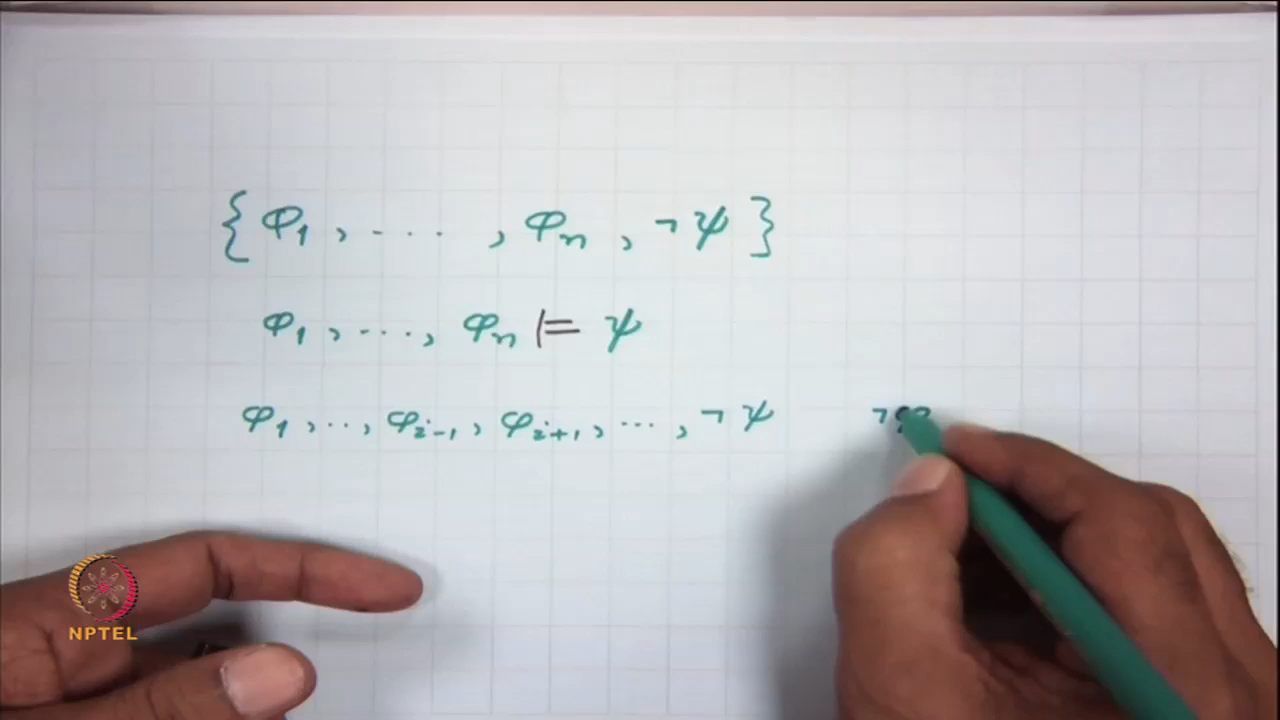 { φ₁ , ... , φₙ , ¬ ψ }
φ₁ , ... , φₙ ⊨ ψ
φ₁ , .. , φᵢ₋₁ , φᵢ₊₁ , ... , ¬ ψ ¬φ
NPTEL